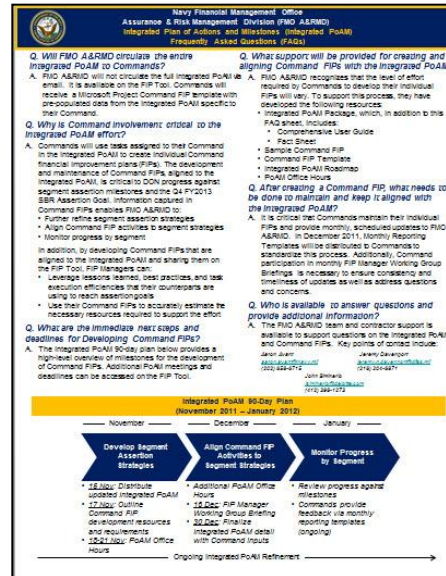 Navy Financial Management Office
Assurance & Risk Management Division (FMO A&RMD)
Integrated Plan of Actions and Milestones (Integrated PoAM)
Frequently Asked Questions (FAQs)
Q. Will FMO A&RMD circulate the entire
Integrated PoAM to Commands?
A. FMO A&RMD will not circulate the full Integrated PoAM via
email. It is available on the FIP Tool. Commands will
receive a Microsoft Project Command FIP template with
pre-populated data from the Integrated PoAM specific to
their Command.
Q. Why is Command involvement critical to the
Integrated PoAM effort?
A. Commands will use tasks assigned to their Command
in the Integrated PoAM to create individual Command
financial improvement plans (FIPs). The development
and maintenance of Command FIPs, aligned to the
Integrated PoAM, is critical to DON progress against
segment assertion milestones and the Q4 FY2013
SBR Assertion Goal. Information captured in
Command FIPs enables FMO A&RMD to:
• Further refine segment assertion strategies
• Align Command FIP activities to segment strategies
• Monitor progress by segment
In addition, by developing Command FIPs that are
aligned to the Integrated PoAM and sharing them on
the FIP Tool, FIP Managers can:
• Leverage lessons learned, best practices, and task
execution efficiencies that their counterparts are
using to reach assertion goals
• Use their Command FIPs to accurately estimate the
necessary resources required to support the effort
Q. What are the immediate next steps and
deadlines for Developing Command FIPs?
A. The Integrated PoAM 90-day plan below provides a
high-level overview of milestones for the development
of Command FIPs. Additional PoAM meetings and
deadlines can be accessed on the FIP Tool.
Q. What support will be provided for creating and
aligning Command FIPs with the Integrated PoAM
A. FMO A&RMD recognizes that the level of effort
required by Commands to develop their individual
FIPs will vary. To support this process, they have
developed the following resources:
• Integrated PoAM Package, which, in addition to this
FAQ sheet, includes:
• Comprehensive User Guide
• Fact Sheet
• Sample Command FIP
• Command FIP Template
• Integrated PoAM Roadmap
• PoAM Office Hours
Q. After creating a Command FIP, what needs to
be done to maintain and keep it aligned with
the Integrated PoAM?
A. It is critical that Commands maintain their individual
FIPs and provide monthly, scheduled updates to FMO
A&RMD. In December 2011, Monthly Reporting
Templates will be distributed to Commands to
standardize this process. Additionally, Command
participation in monthly FIP Manager Working Group
Briefings is necessary to ensure consistency and
timeliness of updates as well as address questions
and concerns.
Q. Who is available to answer questions and
provide additional information?
A. The FMO A&RMD team and contractor support is
available to support questions on the Integrated PoAM
and Command FIPs. Key points of contact include:
Jeremy Davenport
John
Integrated PoAM 90-Day Plan
(November 2011 – January 2012)
November December January
Develop Segment
Assertion
Strategies
Align Command FIP
Activities to
Segment Strategies
Monitor Progress
by Segment
• 15 Nov: Distribute
updated Integrated PoAM
• 17 Nov: Outline
Command FIP
development resources
and requirements
• 18-21 Nov: PoAM Office
Hours
• Additional PoAM Office
Hours
• 16 Dec: FIP Manager
Working Group Briefing
• 30 Dec: Finalize
Integrated PoAM detail
with Command Inputs
• Review progress against
milestones
• Commands provide
feedback via monthly
reporting templates
(ongoing)
Ongoing Integrated PoAM Refinement